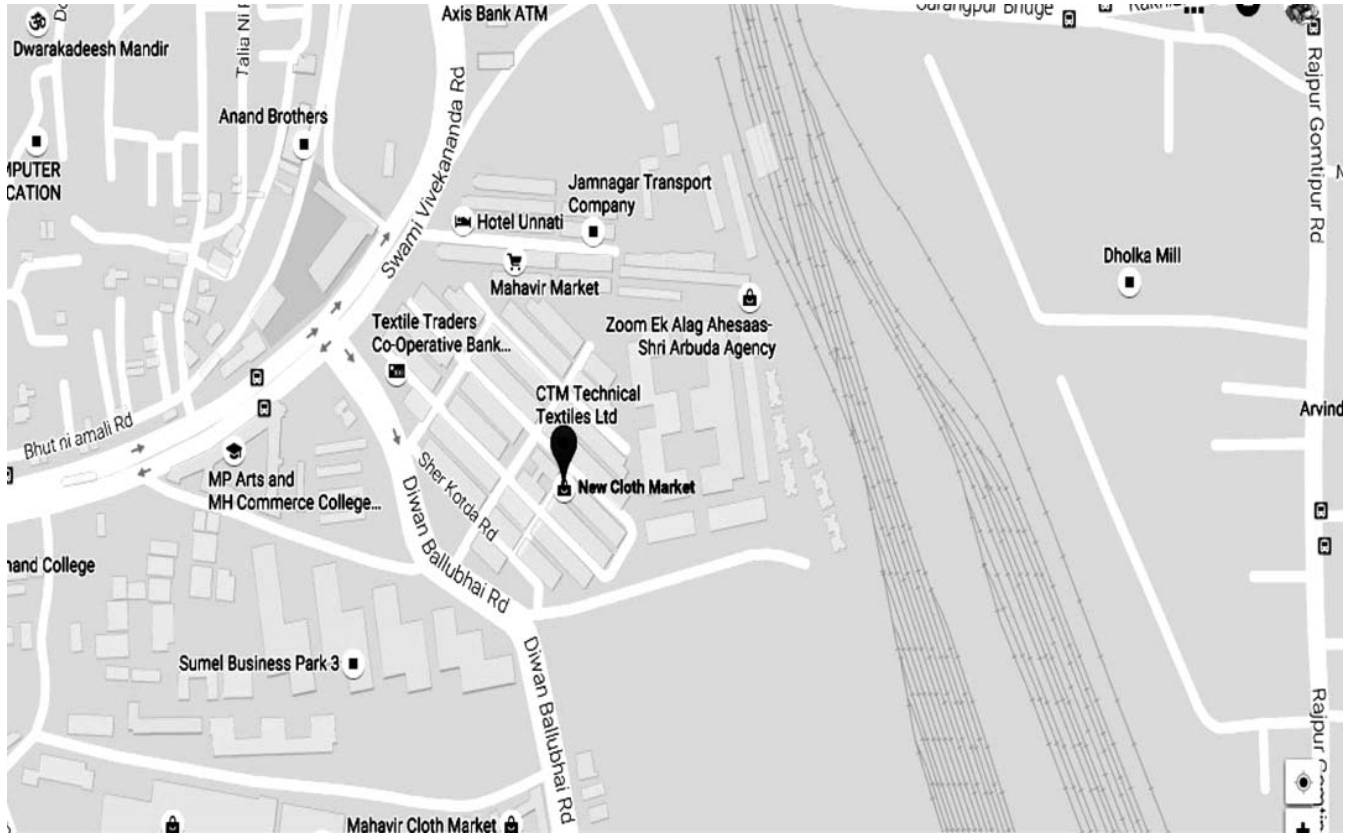 Axis Bank ATM
Dwarakadeesh Mandir
Talia Ni
Anand Brothers
Swami Vivekananda Rd
Rajpur Gomtipur Rd
MPUTER
CATION
Jamnagar Transport
Company
Hotel Unnati
Mahavir Market
Dholka Mill
Textile Traders
Co-Operative Bank...
Zoom Ek Alag Ahesaas-
Shri Arbuda Agency
CTM Technical
Textiles Ltd
Arvind
Bhut ni amali Rd
MP Arts and
MH Commerce College...
Sher Kotda Rd
New Cloth Market
Diwan Ballubhai Rd
hand College
Sumel Business Park 3
Diwan Ballubhai Rd
Rajpur
Mahavir Cloth Market